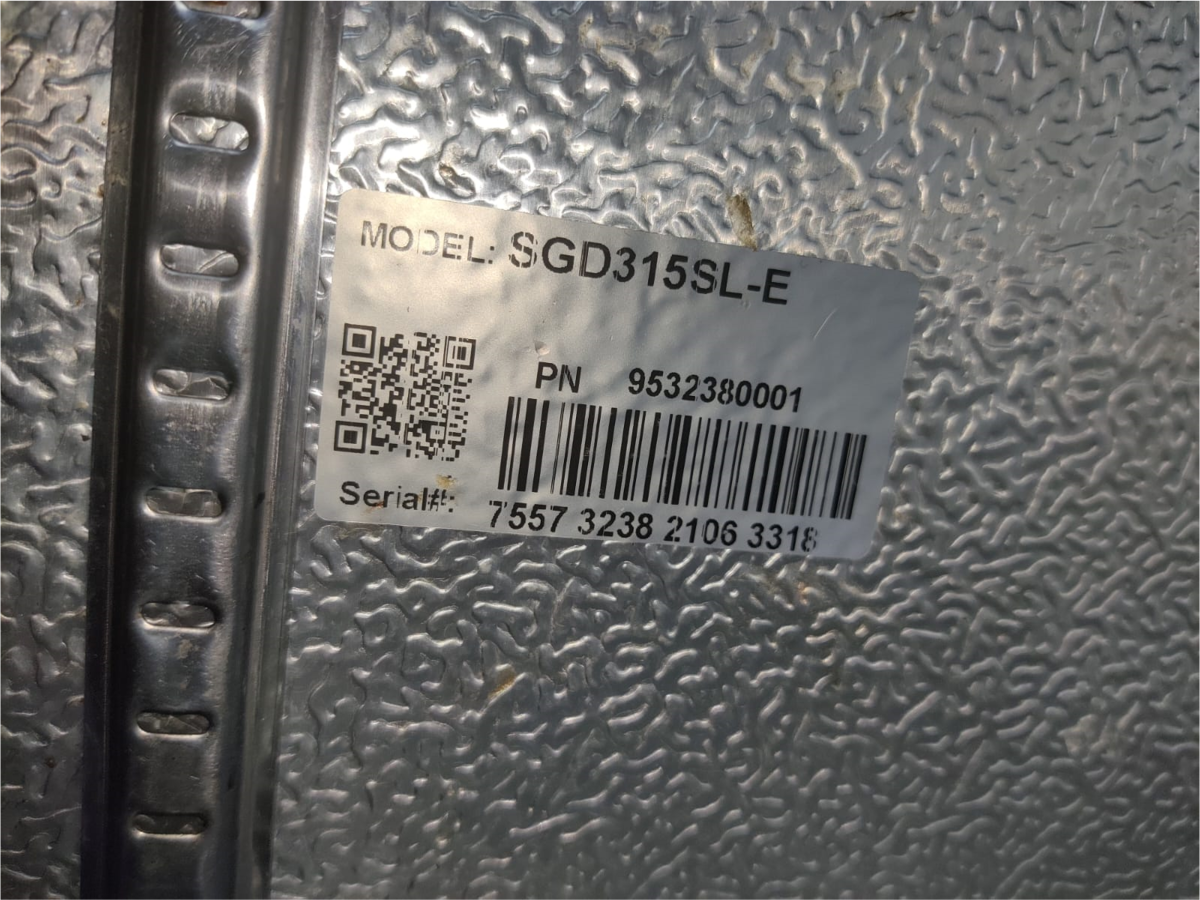 MODEL: SGD315SL-E
PN 9532380001
Serial#: 7557 3238 2106 3318